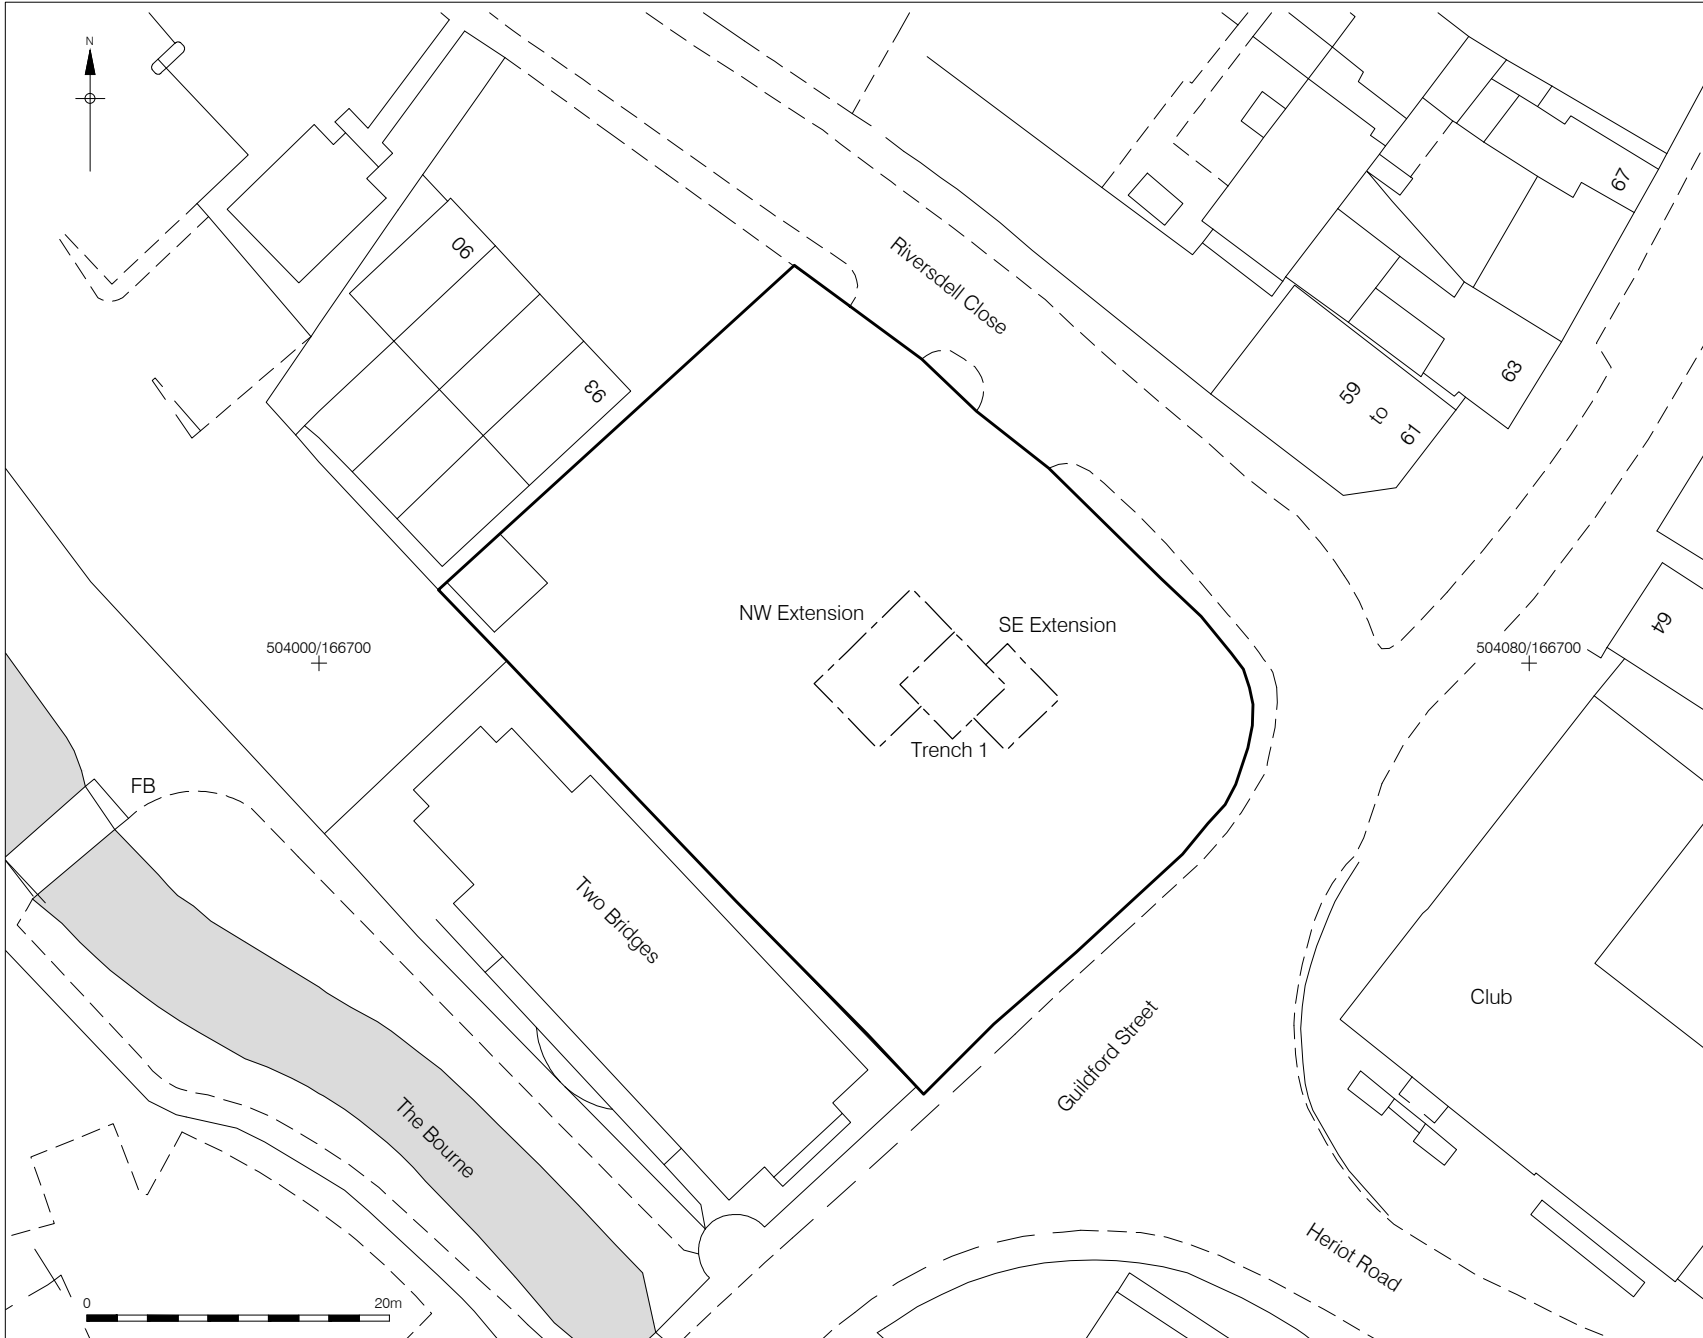 N
Riversdell Close
67
90
93
63
59
to
61
NW Extension
SE Extension
64
504000/166700
504080/166700
Trench 1
FB
Two Bridges
Club
Guildford Street
The Bourne
Heriot Road
0 20m